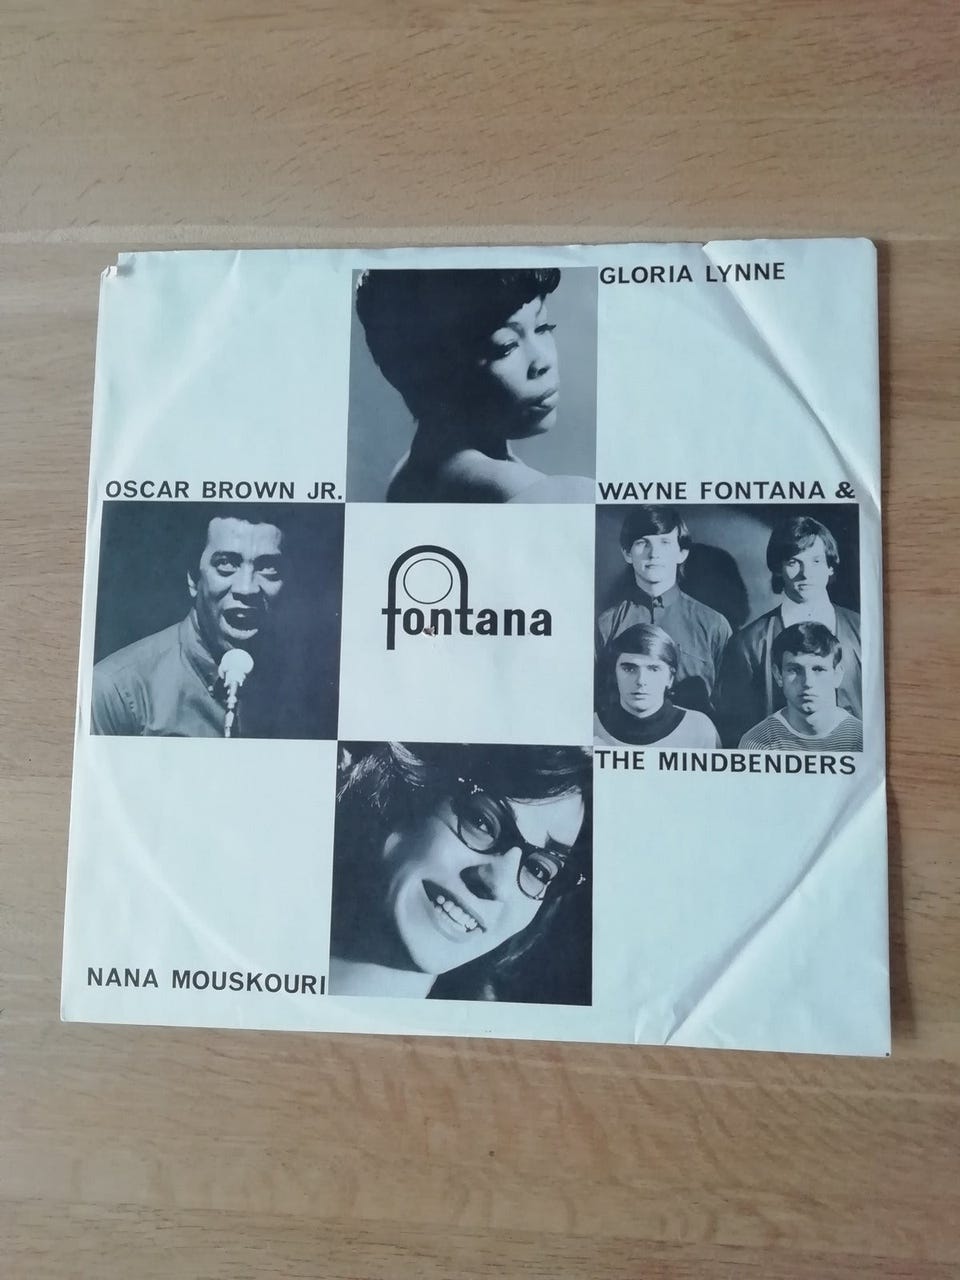 GLORIA LYNNE
OSCAR BROWN JR.
WAYNE FONTANA &
fontana
THE MINDBENDERS
NANA MOUSKOURI